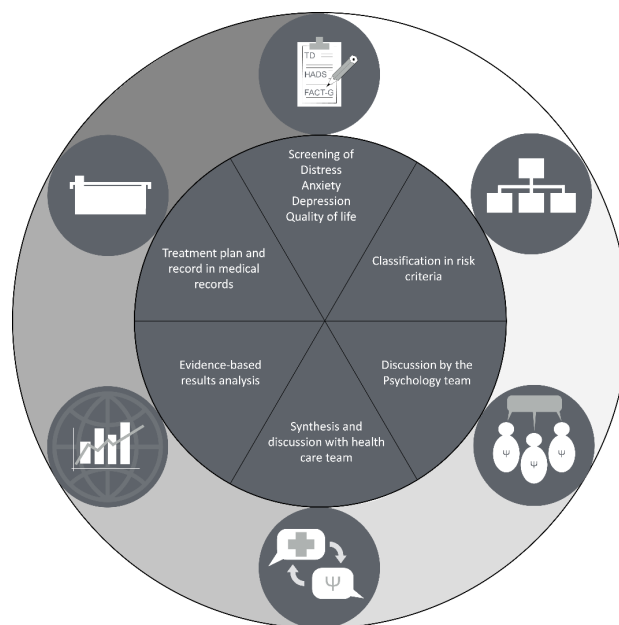 TD
HADS
FACT-G
Screening of
Distress
Anxiety
Depression
Quality of life
Classification in risk
criteria
Discussion by the
Psychology team
Ψ
Ψ
Ψ
Synthesis and
discussion with health
care team
Ψ
Evidence-based
results analysis
Treatment plan and
record in medical
records